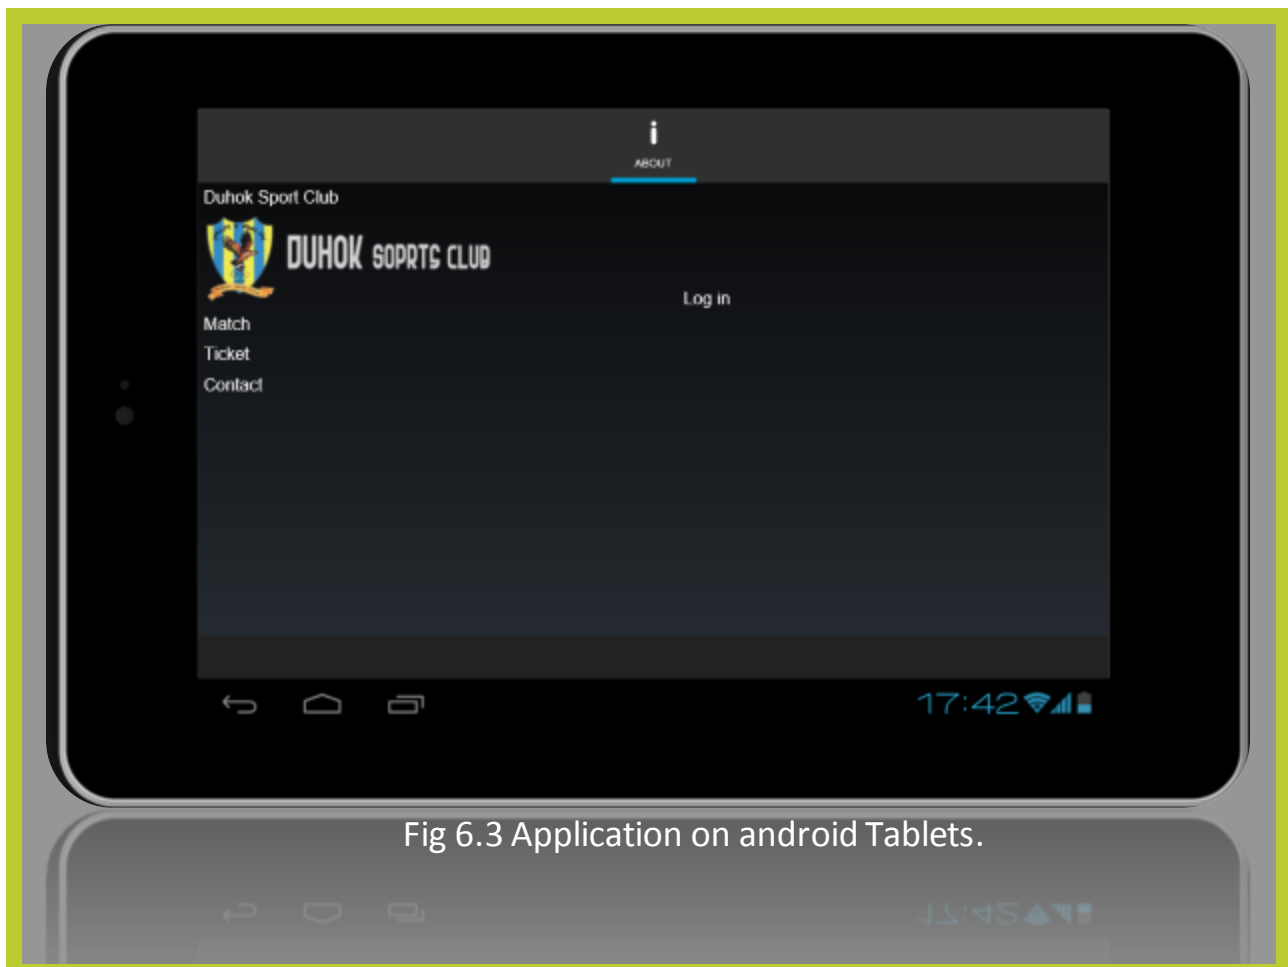 i
ABOUT
Duhok Sport Club
DUHOK SOPRTS CLUB
Log in
Match
Ticket
Contact
17:42
Fig 6.3 Application on android Tablets.